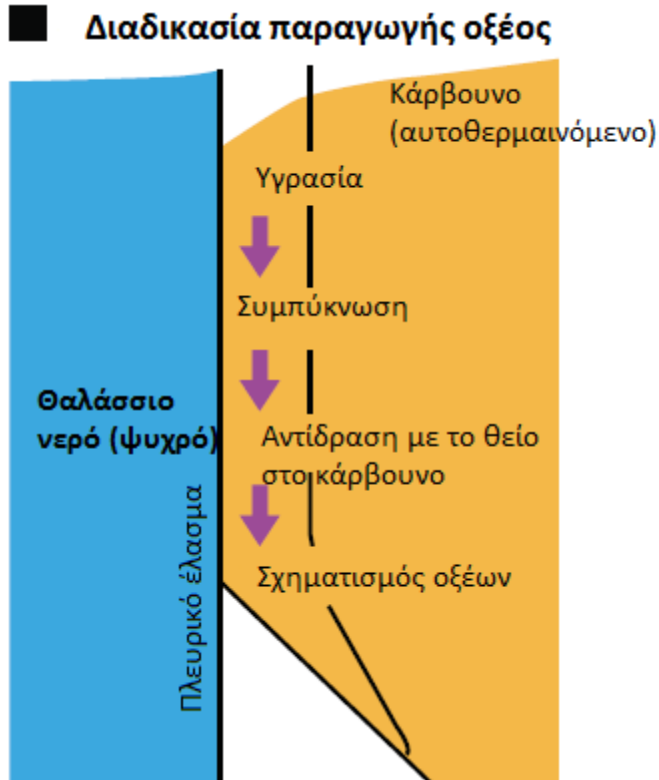 Διαδικασία παραγωγής οξέος
Κάρβουνο
(αυτοθερμαινόμενο)
Υγρασία
Συμπύκνωση
Θαλάσσιο
νερό (ψυχρό)
Αντίδραση με το θείο
στο κάρβουνο
Πλευρικό έλασμα
Σχηματισμός οξέων